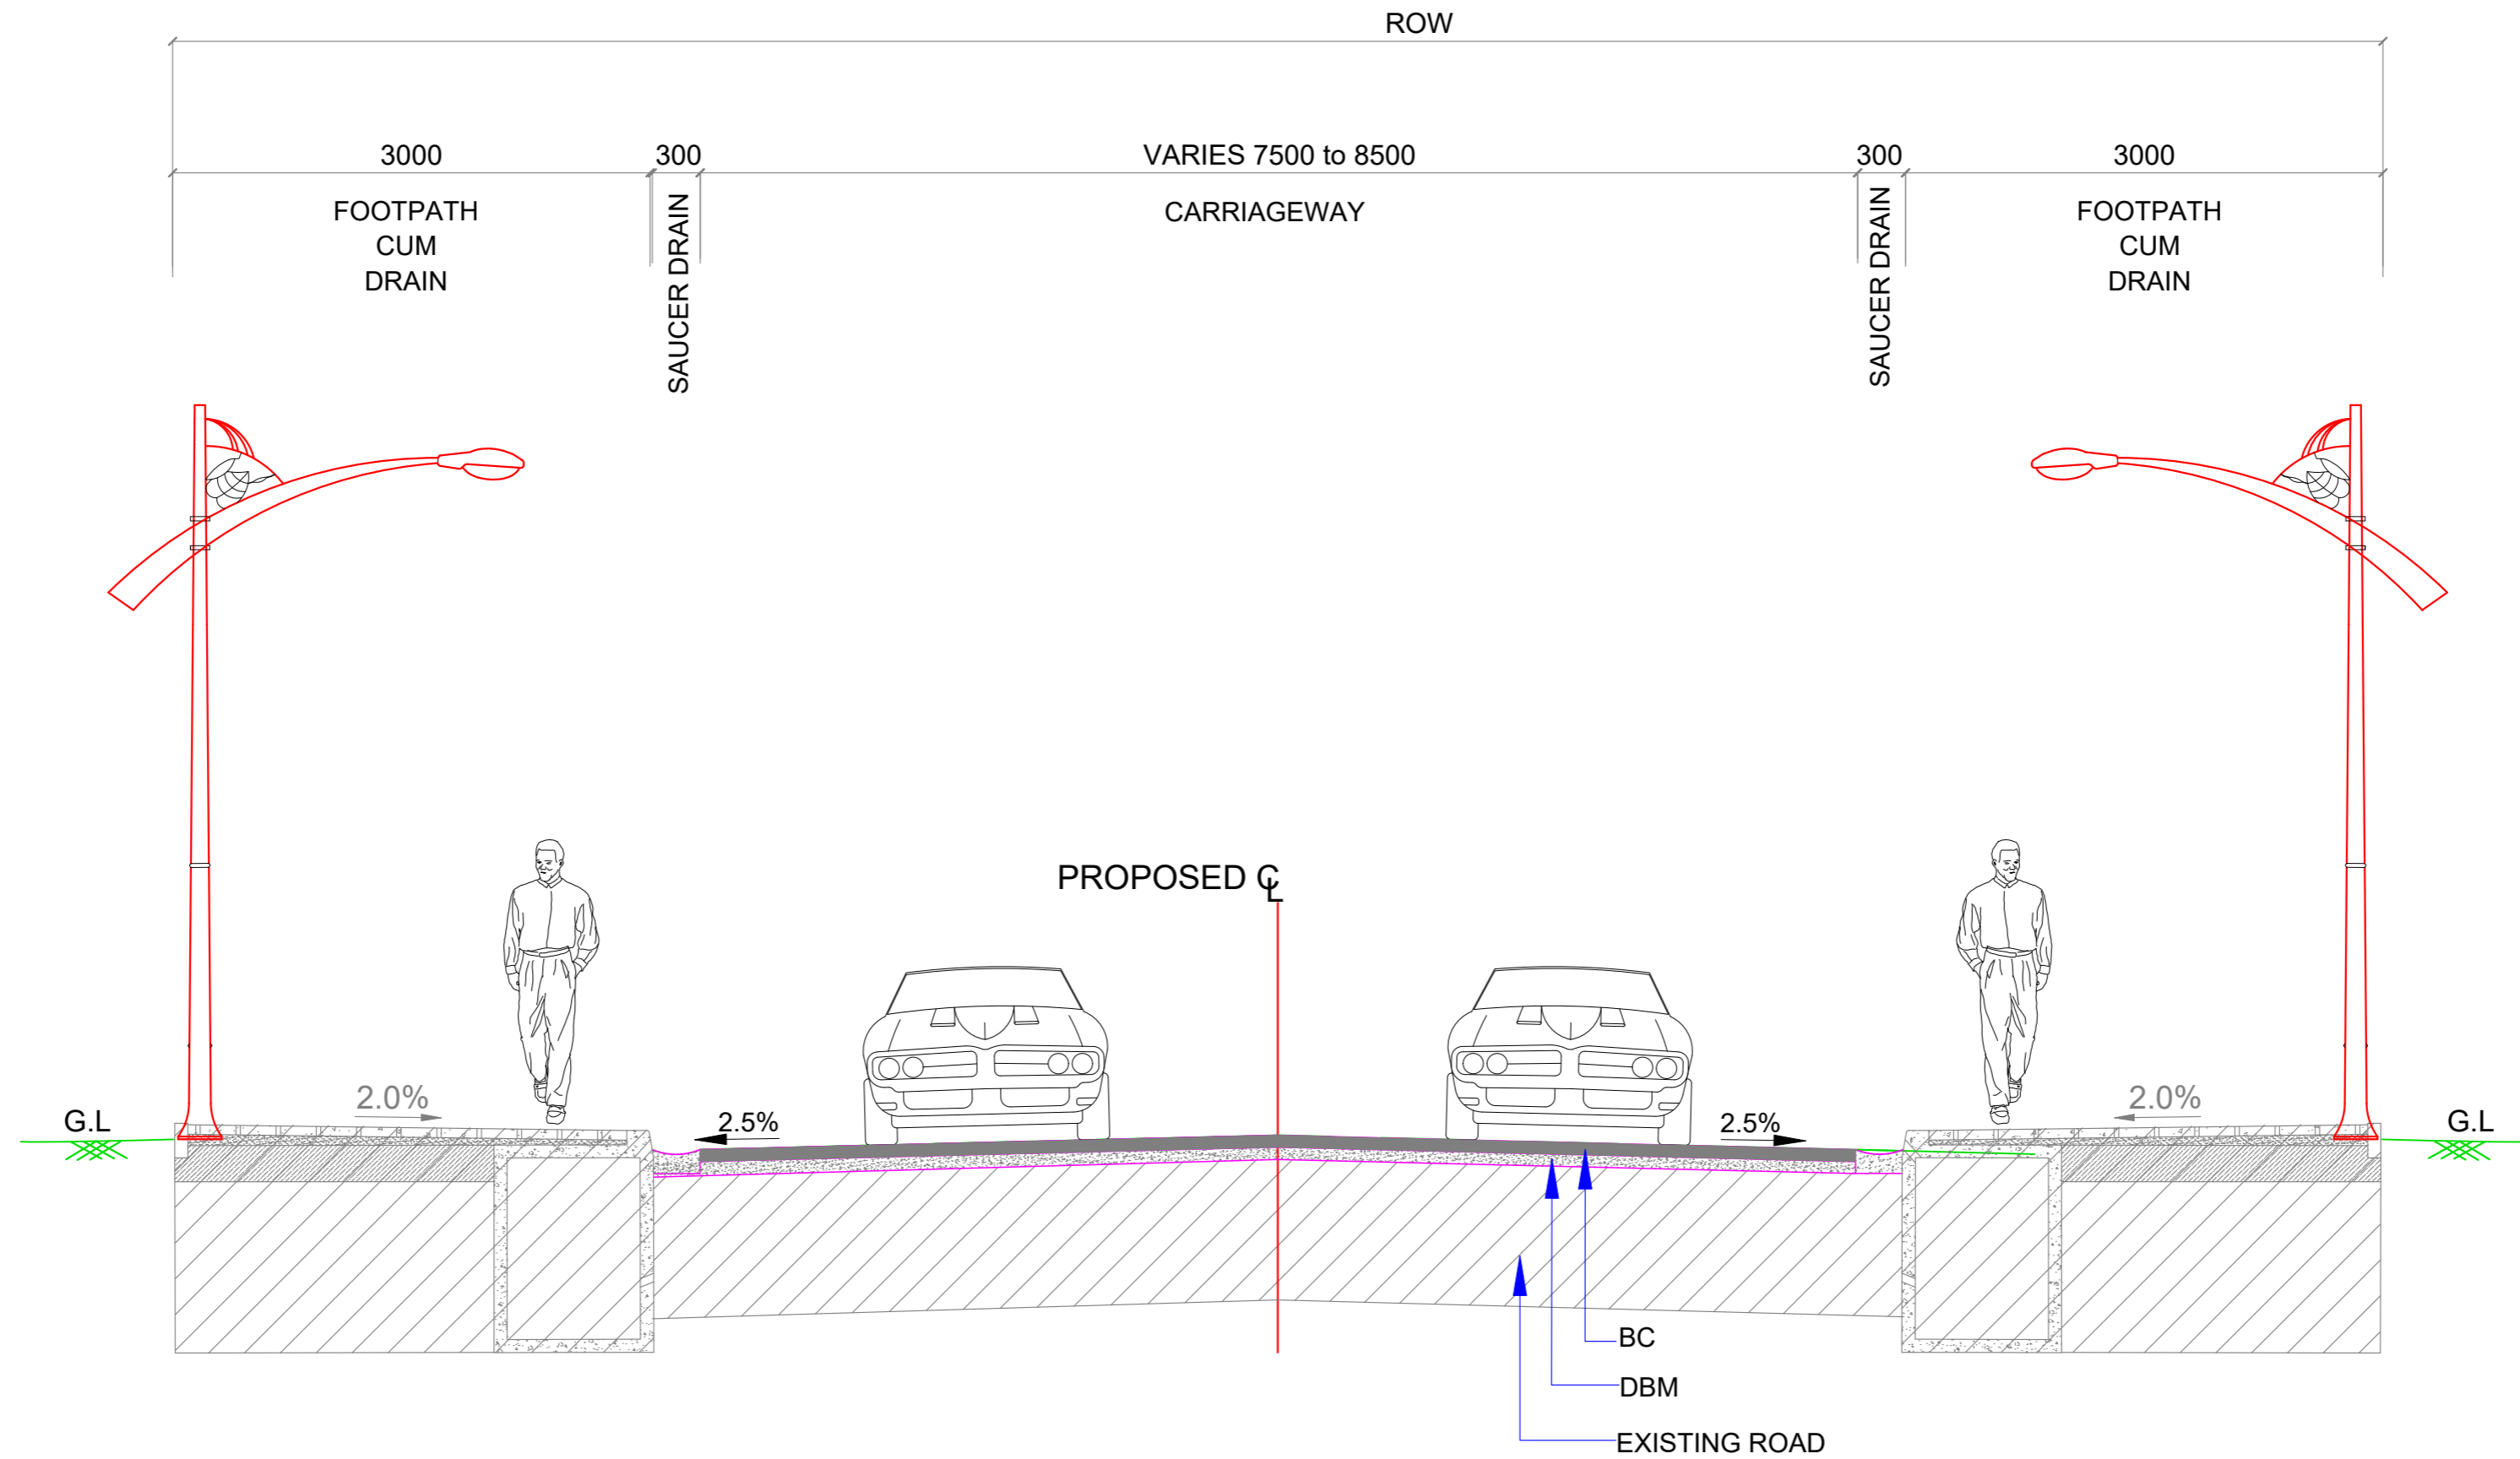 ROW
3000
300
VARIES 7500 to 8500
300
3000
FOOTPATH
CUM
DRAIN
SAUCER DRAIN
CARRIAGEWAY
SAUCER DRAIN
FOOTPATH
CUM
DRAIN
PROPOSED CL
G.L
2.0%
2.5%
2.5%
2.0%
G.L
BC
DBM
EXISTING ROAD